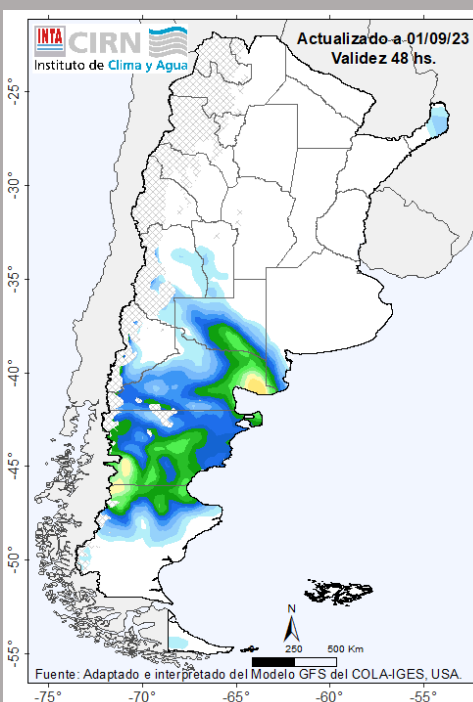 INTA CIRN
Instituto de Clima y Agua
Actualizado a 01/09/23
Validez 48 hs.
-25°
-30°
-35°
-40°
-45°
-50°
-55°
N
0 250 500 Km
Fuente: Adaptado e interpretado del Modelo GFS del COLA-IGES, USA.
-75° -70° -65° -60° -55°